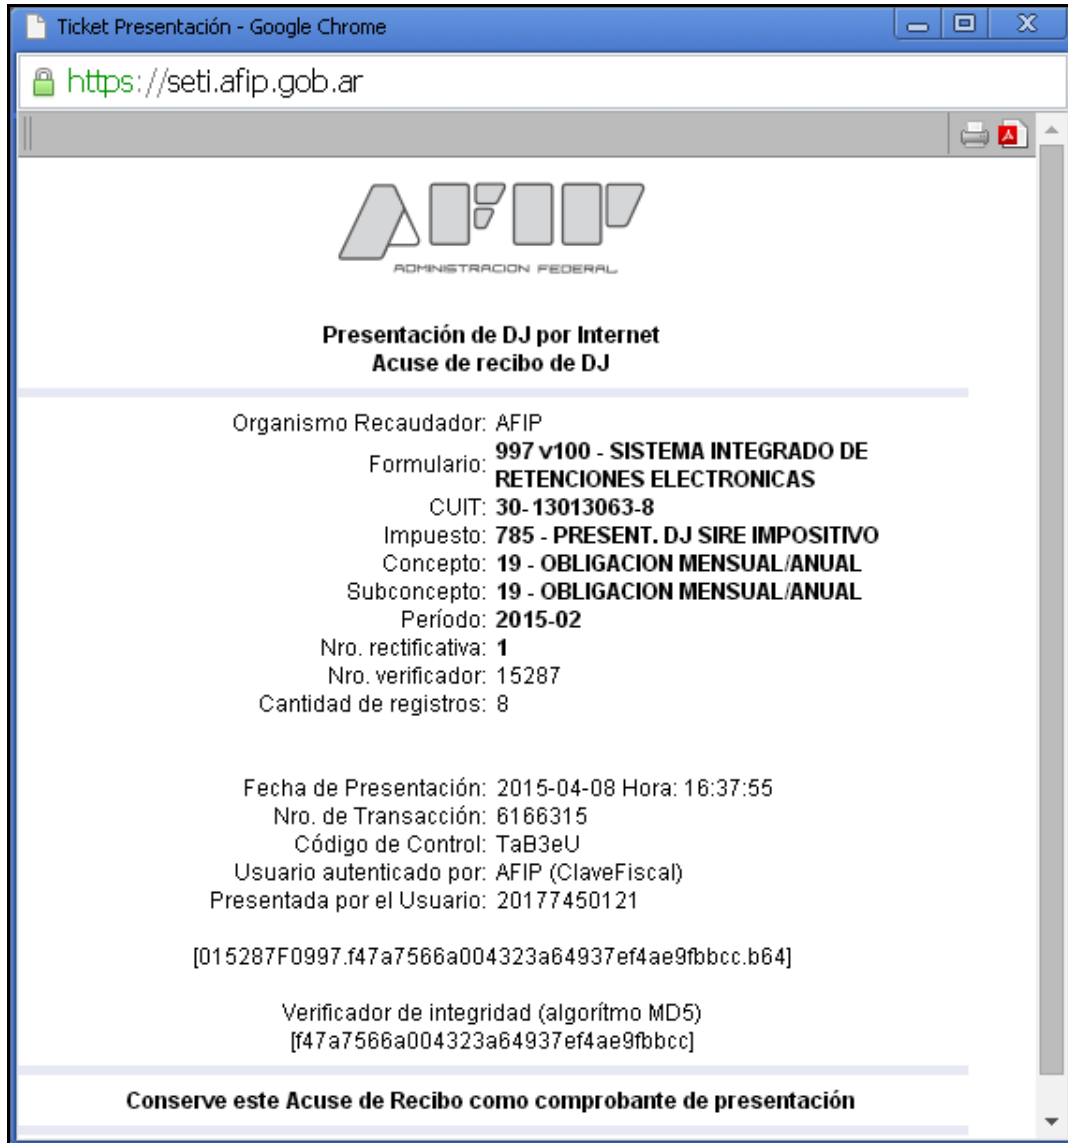 Ticket Presentación - Google Chrome
https://seti.afip.gob.ar
AFIP
ADMINISTRACION FEDERAL
Presentación de DJ por Internet
Acuse de recibo de DJ
Organismo Recaudador: AFIP
Formulario: 997 v100 - SISTEMA INTEGRADO DE
RETENCIONES ELECTRONICAS
CUIT: 30-13013063-8
Impuesto: 785 - PRESENT. DJ SIRE IMPOSITIVO
Concepto: 19 - OBLIGACION MENSUAL/ANUAL
Subconcepto: 19 - OBLIGACION MENSUAL/ANUAL
Período: 2015-02
Nro. rectificativa: 1
Nro. verificador: 15287
Cantidad de registros: 8
Fecha de Presentación: 2015-04-08 Hora: 16:37:55
Nro. de Transacción: 6166315
Código de Control: TaB3eU
Usuario autenticado por: AFIP (ClaveFiscal)
Presentada por el Usuario: 20177450121
[015287F0997.f47a7566a004323a64937ef4ae9fbbcc.b64]
Verificador de integridad (algorítmo MD5)
[f47a7566a004323a64937ef4ae9fbbcc]
Conserve este Acuse de Recibo como comprobante de presentación